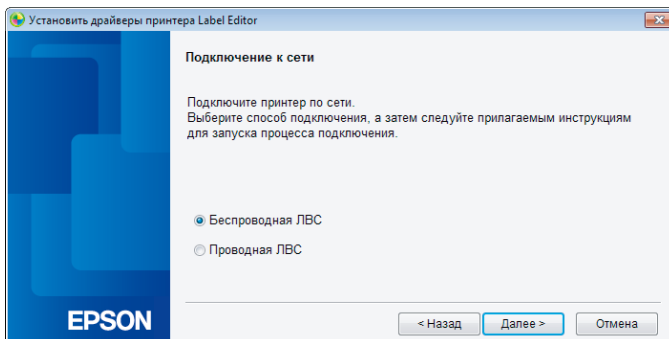 Установить драйверы принтера Label Editor
Подключение к сети
Подключите принтер по сети.
Выберите способ подключения, а затем следуйте прилагаемым инструкциям
для запуска процесса подключения.
Беспроводная ЛВС
Проводная ЛВС
EPSON
< Назад
Далее >
Отмена